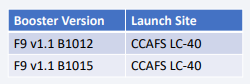 Booster Version Launch Site
F9 v1.1 B1012 CCAFS LC-40
F9 v1.1 B1015 CCAFS LC-40